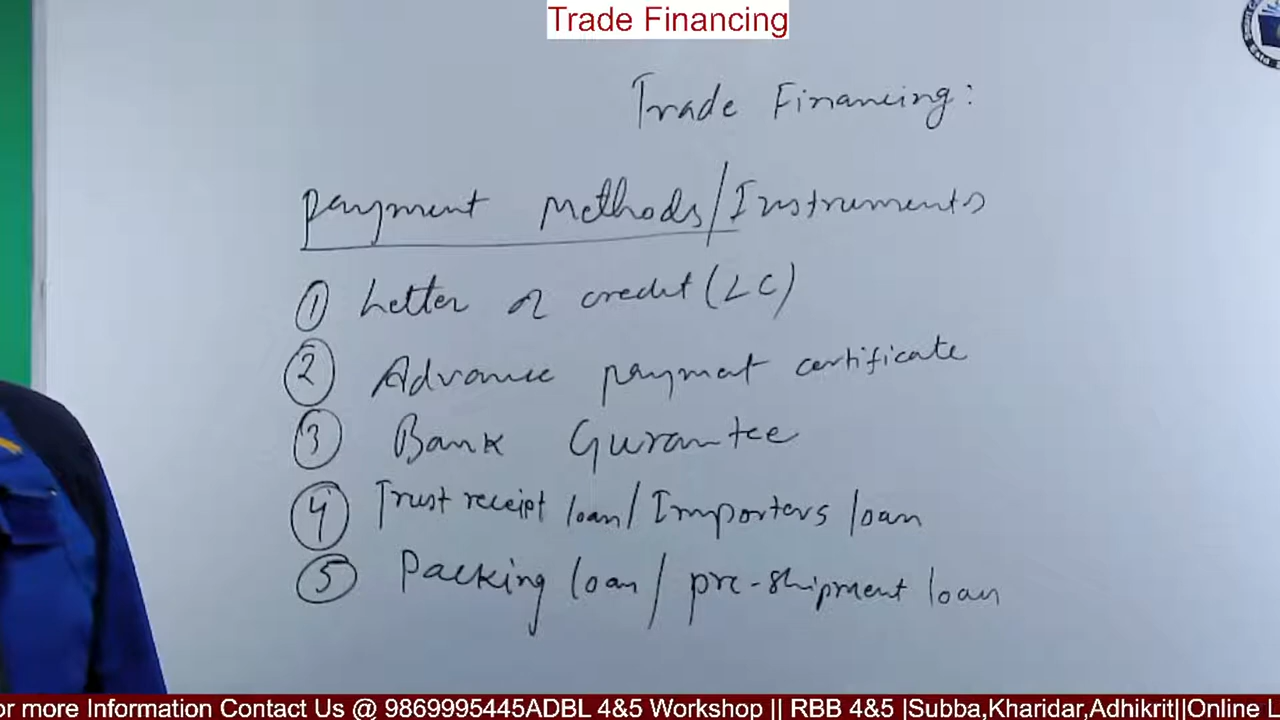 Trade Financing
Trade Financing:
Payment Methods/Instruments
① Letter of credit (LC)
② Advance payment certificate
③ Bank Gurantee
④ Trust receipt loan/Importers loan
⑤ Packing loan/pre-shipment loan
or more Information Contact Us @ 9869995445ADBL 4&5 Workshop || RBB 4&5 |Subba,Kharidar,Adhikrit||Online L